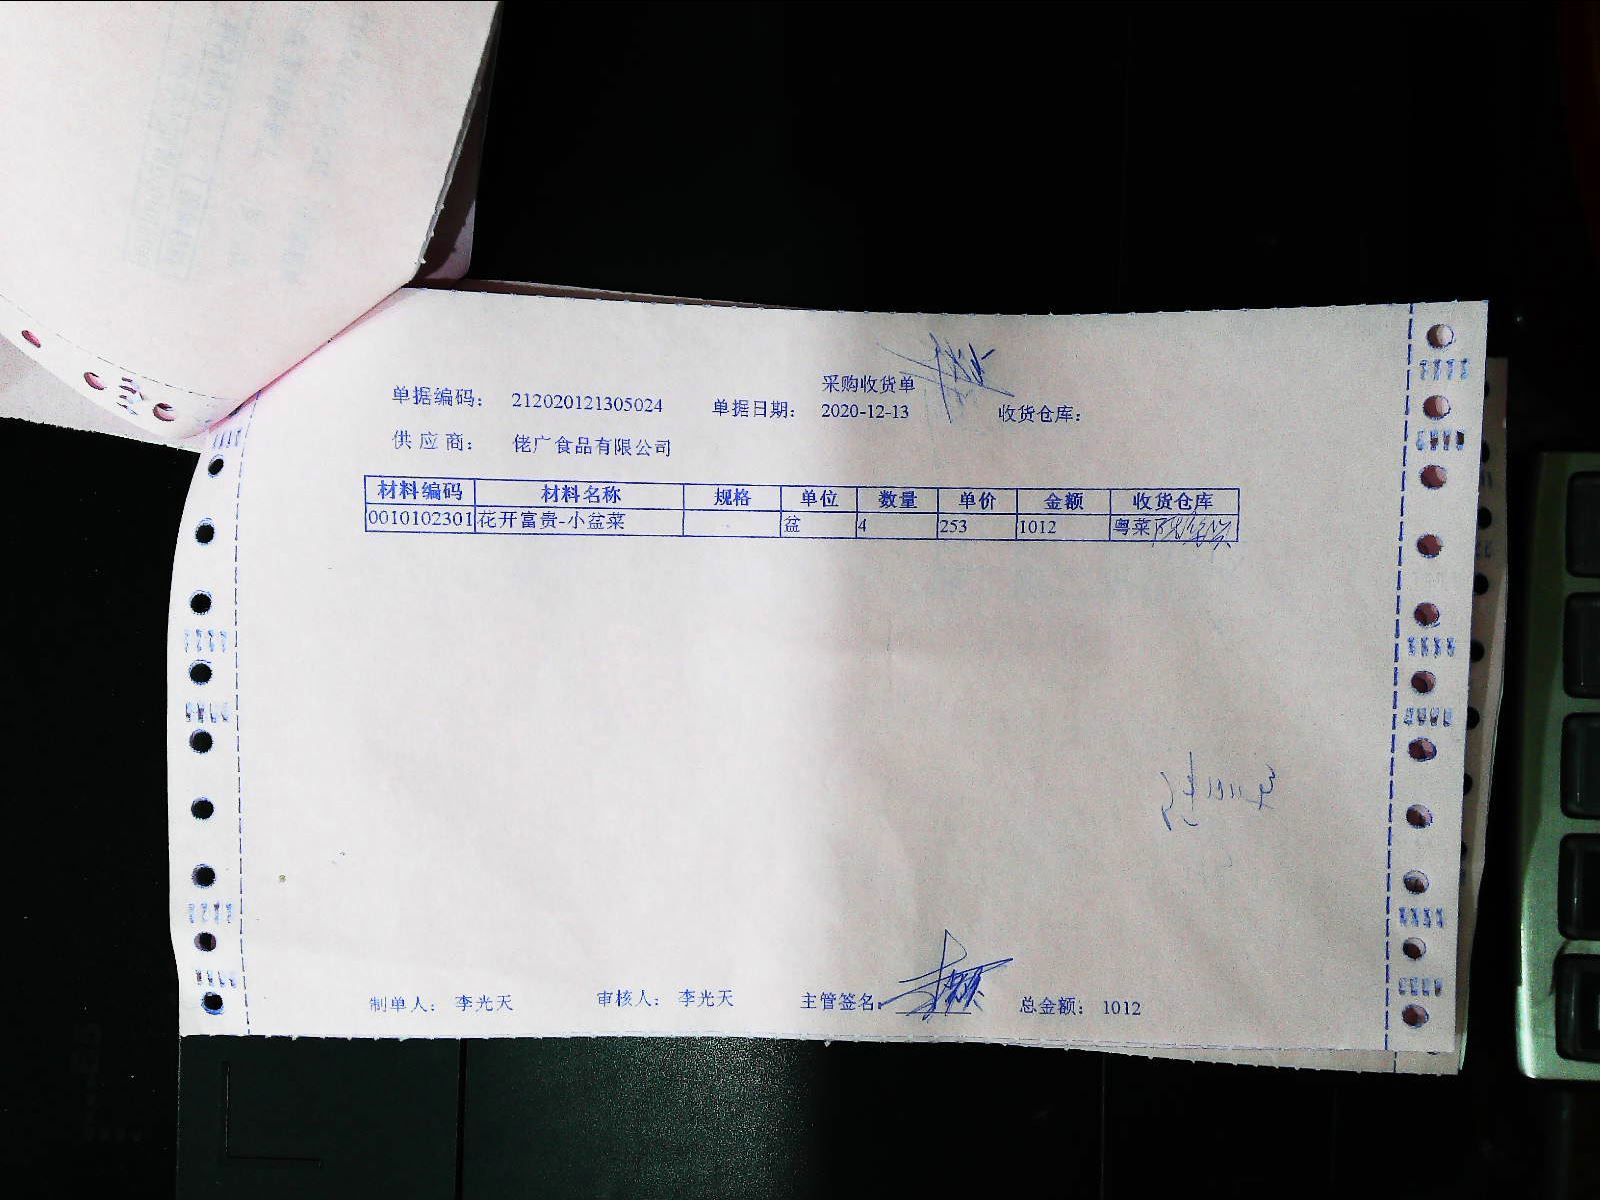 采购收货单
单据编码： 212020121305024 单据日期： 2020-12-13 收货仓库：
供 应 商： 佬广食品有限公司
材料编码 材料名称 规格 单位 数量 单价 金额 收货仓库
0010102301 花开富贵-小盆菜 盆 4 253 1012 粤菜
制单人： 李光天 审核人： 李光天 主管签名： 总金额： 1012